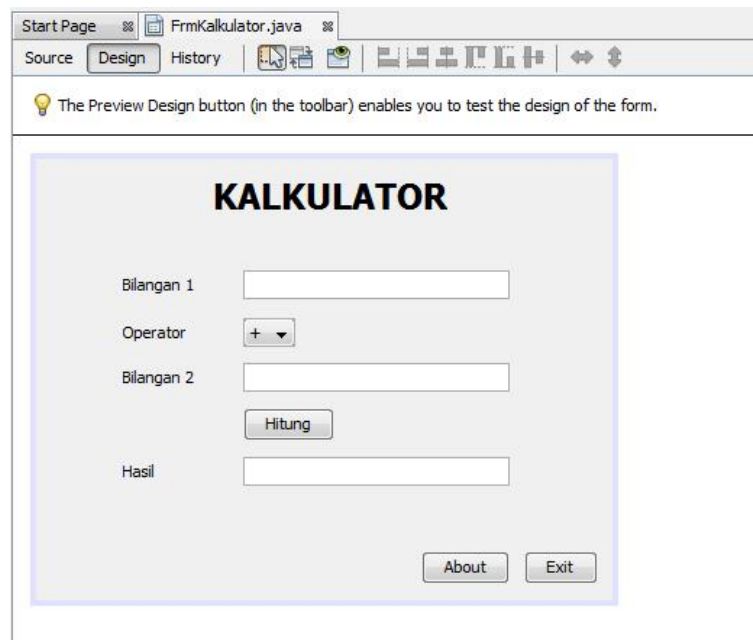 Start Page FrmKalkulator.java
Source Design History
The Preview Design button (in the toolbar) enables you to test the design of the form.
KALKULATOR
Bilangan 1
Operator +
Bilangan 2
Hitung
Hasil
About Exit